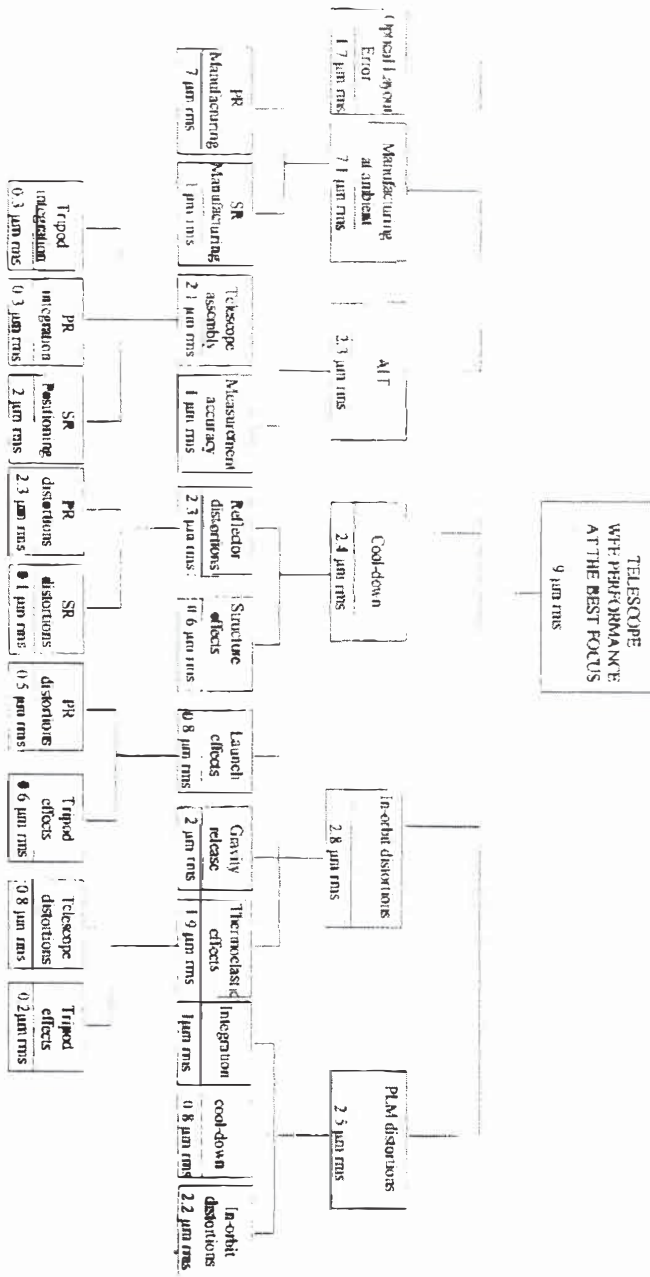 TELESCOPE
WFE PERFORMANCE
AT THE BEST FOCUS
9 µm rms
Optical Layout
Error
1.7 µm rms
Manufacturing
at ambient
7.1 µm rms
2.3 µm rms
Cool-down
2.4 µm rms
In-orbit distortions
2.8 µm rms
PLM distortions
2.5 µm rms
PR
Manufacturing
7 µm rms
SR
Manufacturing
1 µm rms
Telescope
assembly
2.1 µm rms
Measurement
accuracy
1 µm rms
Reflector
distortions
2.3 µm rms
Structure
effects
0.6 µm rms
Launch
effects
0.8 µm rms
Gravity
release
2 µm rms
Thermoelastic
effects
1.9 µm rms
Integration
1µm rms
cool-down
0.8 µm rms
In-orbit
distortions
2.2 µm rms
Tripod
integration
0.3 µm rms
PR
integration
0.3 µm rms
SR
Positioning
2 µm rms
PR
distortions
2.3 µm rms
SR
distortions
µm rms
PR
distortions
0.5 µm rms
Tripod
effects
µm rms
Telescope
distortions
0.8 µm rms
Tripod
effects
0.2µm rms